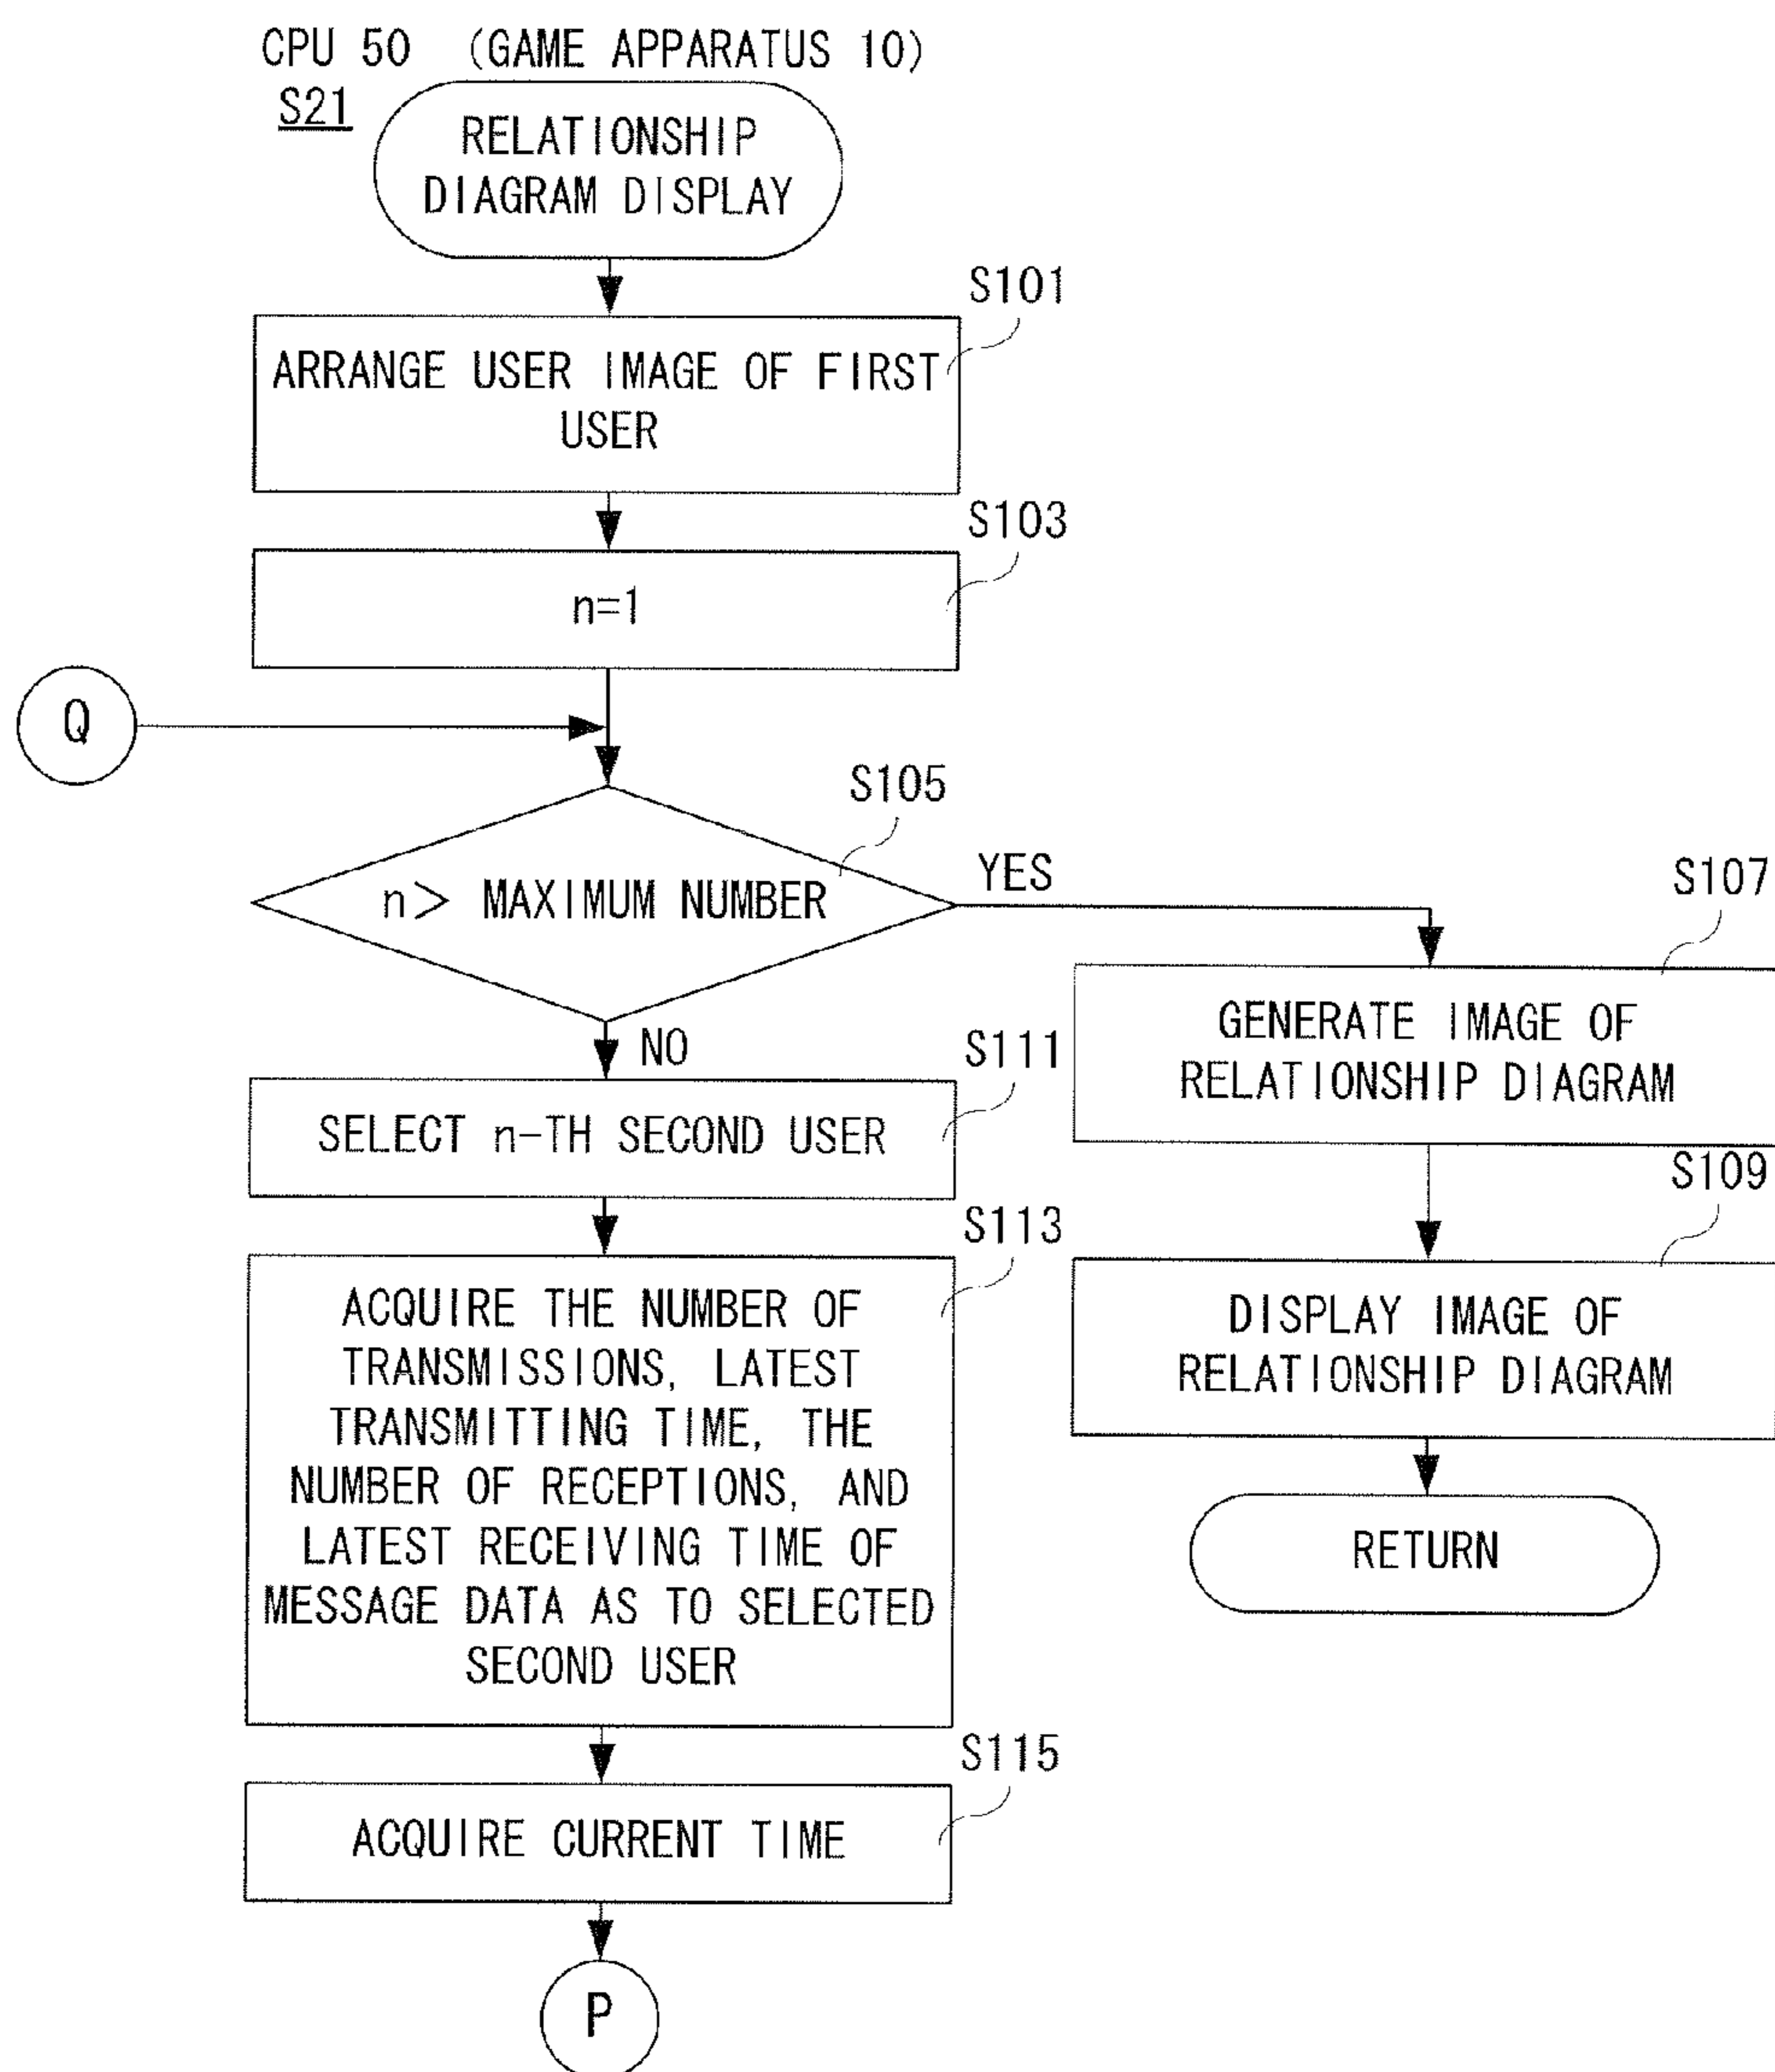 CPU 50 (GAME APPARATUS 10)
S21
RELATIONSHIP
DIAGRAM DISPLAY
S101
ARRANGE USER IMAGE OF FIRST
USER
S103
n=1
Q
S105
n> MAXIMUM NUMBER
YES
NO
S107
GENERATE IMAGE OF
RELATIONSHIP DIAGRAM
S109
DISPLAY IMAGE OF
RELATIONSHIP DIAGRAM
RETURN
S111
SELECT n-TH SECOND USER
S113
ACQUIRE THE NUMBER OF
TRANSMISSIONS, LATEST
TRANSMITTING TIME, THE
NUMBER OF RECEPTIONS, AND
LATEST RECEIVING TIME OF
MESSAGE DATA AS TO SELECTED
SECOND USER
S115
ACQUIRE CURRENT TIME
P